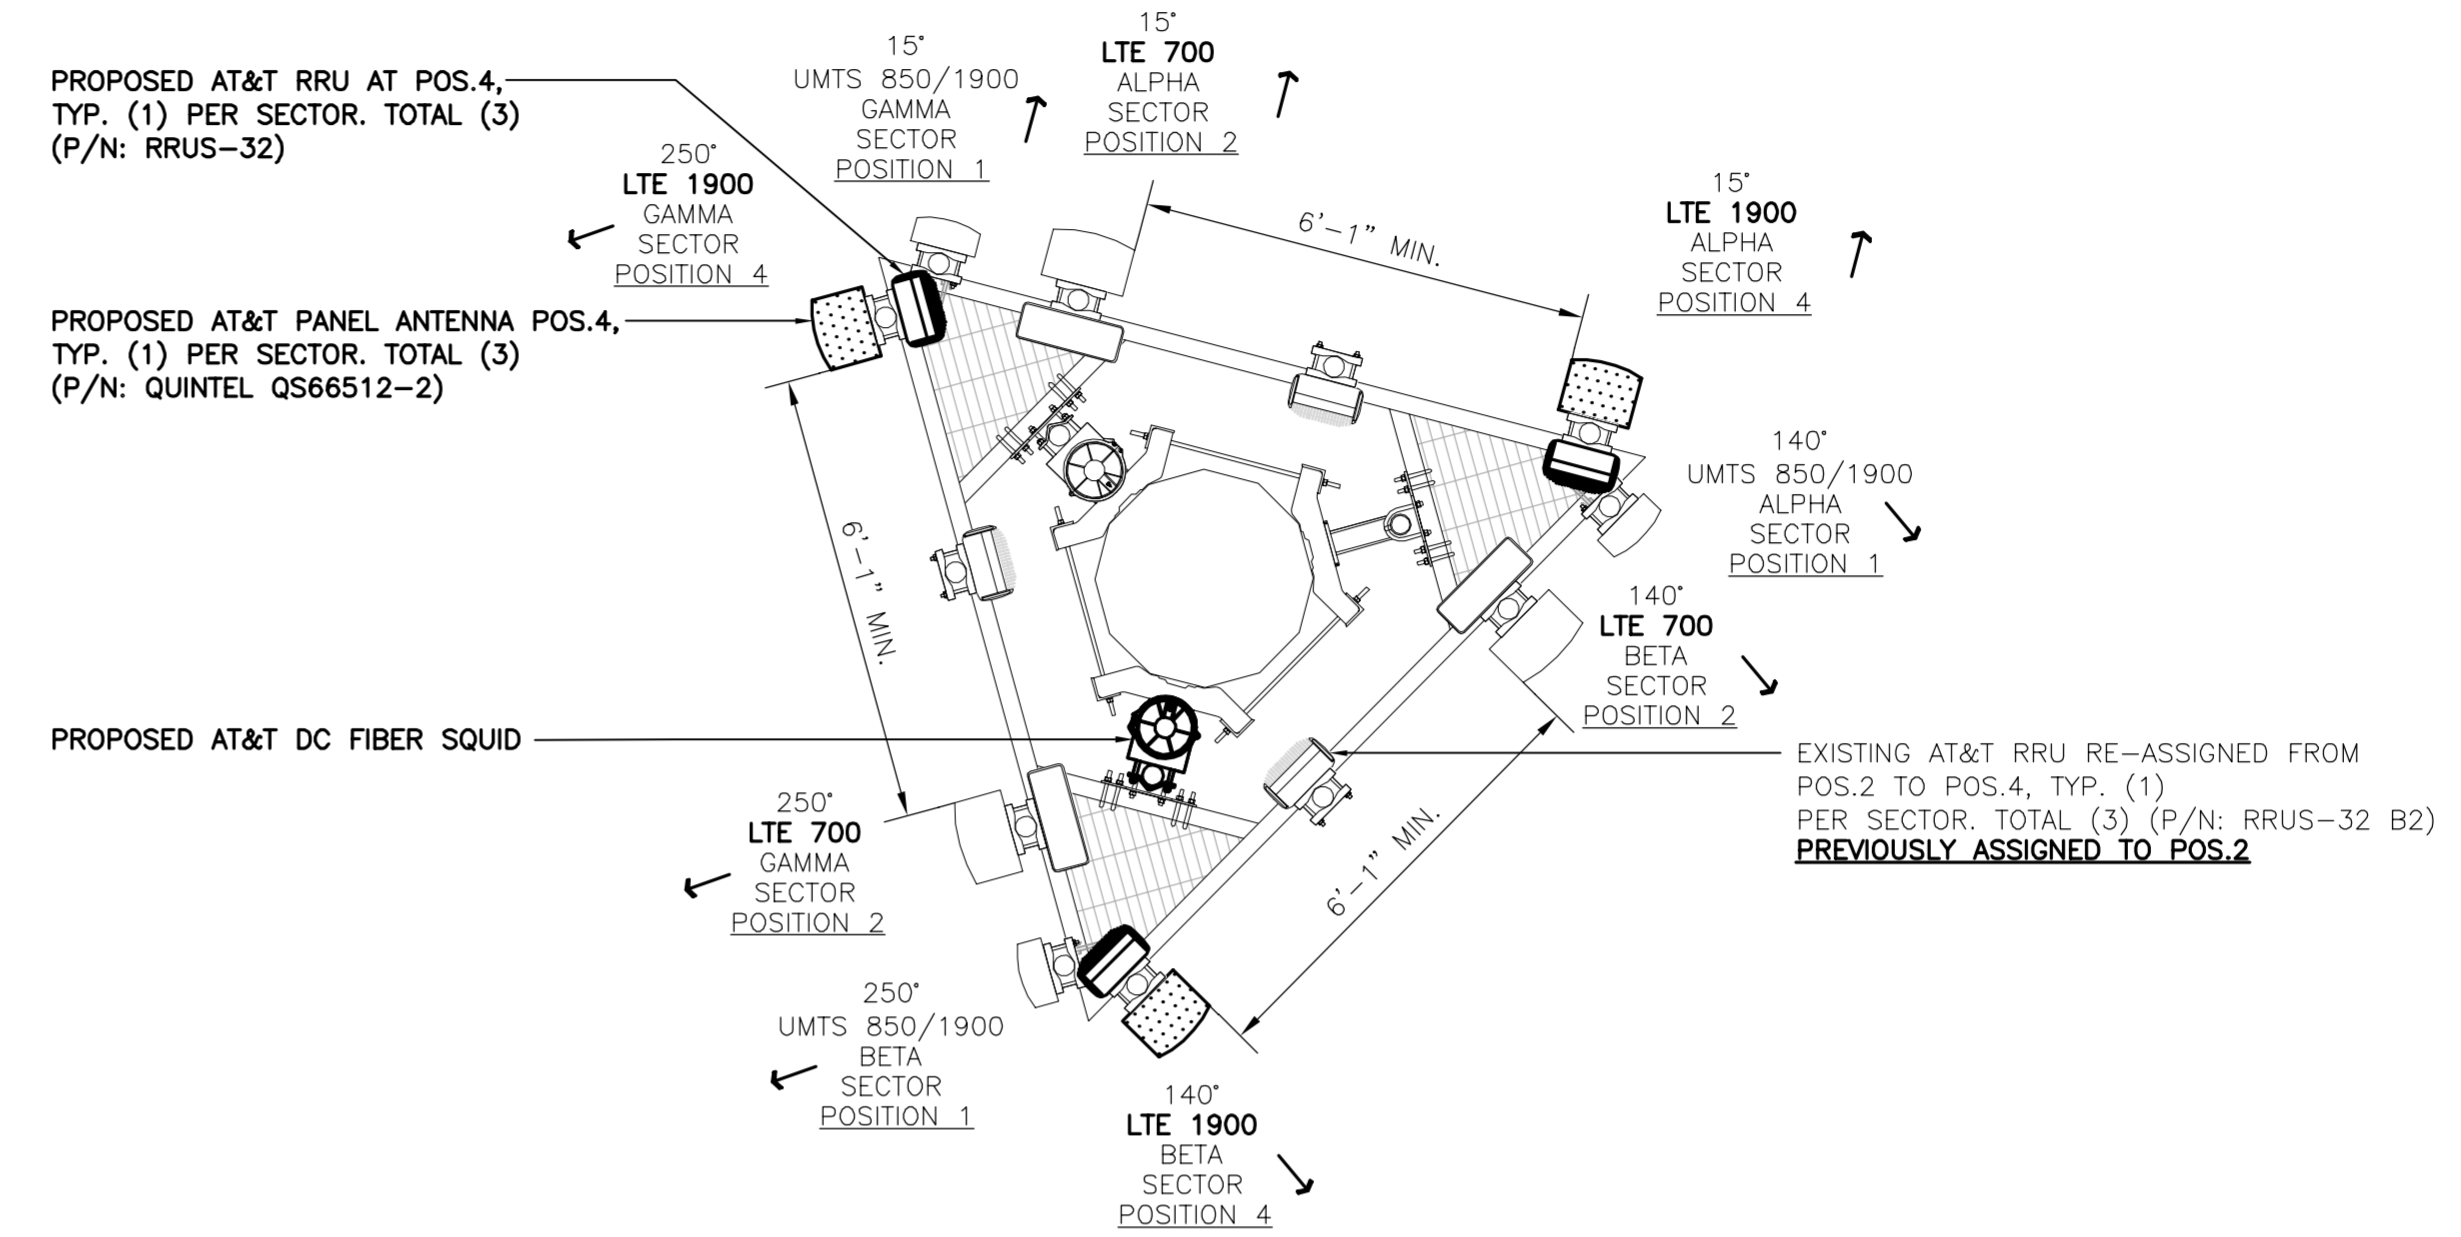 PROPOSED AT&T RRU AT POS.4,
TYP. (1) PER SECTOR. TOTAL (3)
(P/N: RRUS-32)
15°
UMTS 850/1900
GAMMA
SECTOR
POSITION 1
15°
LTE 700
ALPHA
SECTOR
POSITION 2
250°
LTE 1900
GAMMA
SECTOR
POSITION 4
15°
LTE 1900
ALPHA
SECTOR
POSITION 4
6'-1" MIN.
PROPOSED AT&T PANEL ANTENNA POS.4,
TYP. (1) PER SECTOR. TOTAL (3)
(P/N: QUINTEL QS66512-2)
140°
UMTS 850/1900
ALPHA
SECTOR
POSITION 1
6'-1" MIN.
140°
LTE 700
BETA
SECTOR
POSITION 2
PROPOSED AT&T DC FIBER SQUID
EXISTING AT&T RRU RE-ASSIGNED FROM
POS.2 TO POS.4, TYP. (1)
PER SECTOR. TOTAL (3) (P/N: RRUS-32 B2)
PREVIOUSLY ASSIGNED TO POS.2
250°
LTE 700
GAMMA
SECTOR
POSITION 2
6'-1" MIN.
250°
UMTS 850/1900
BETA
SECTOR
POSITION 1
140°
LTE 1900
BETA
SECTOR
POSITION 4